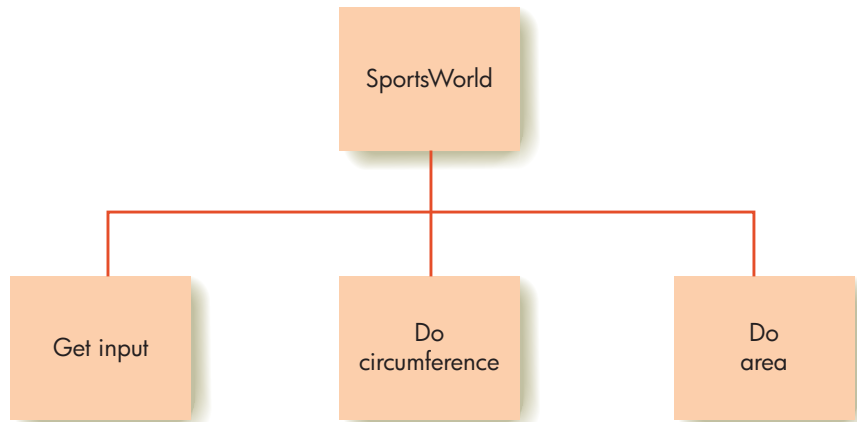 SportsWorld
Get input
Do
circumference
Do
area